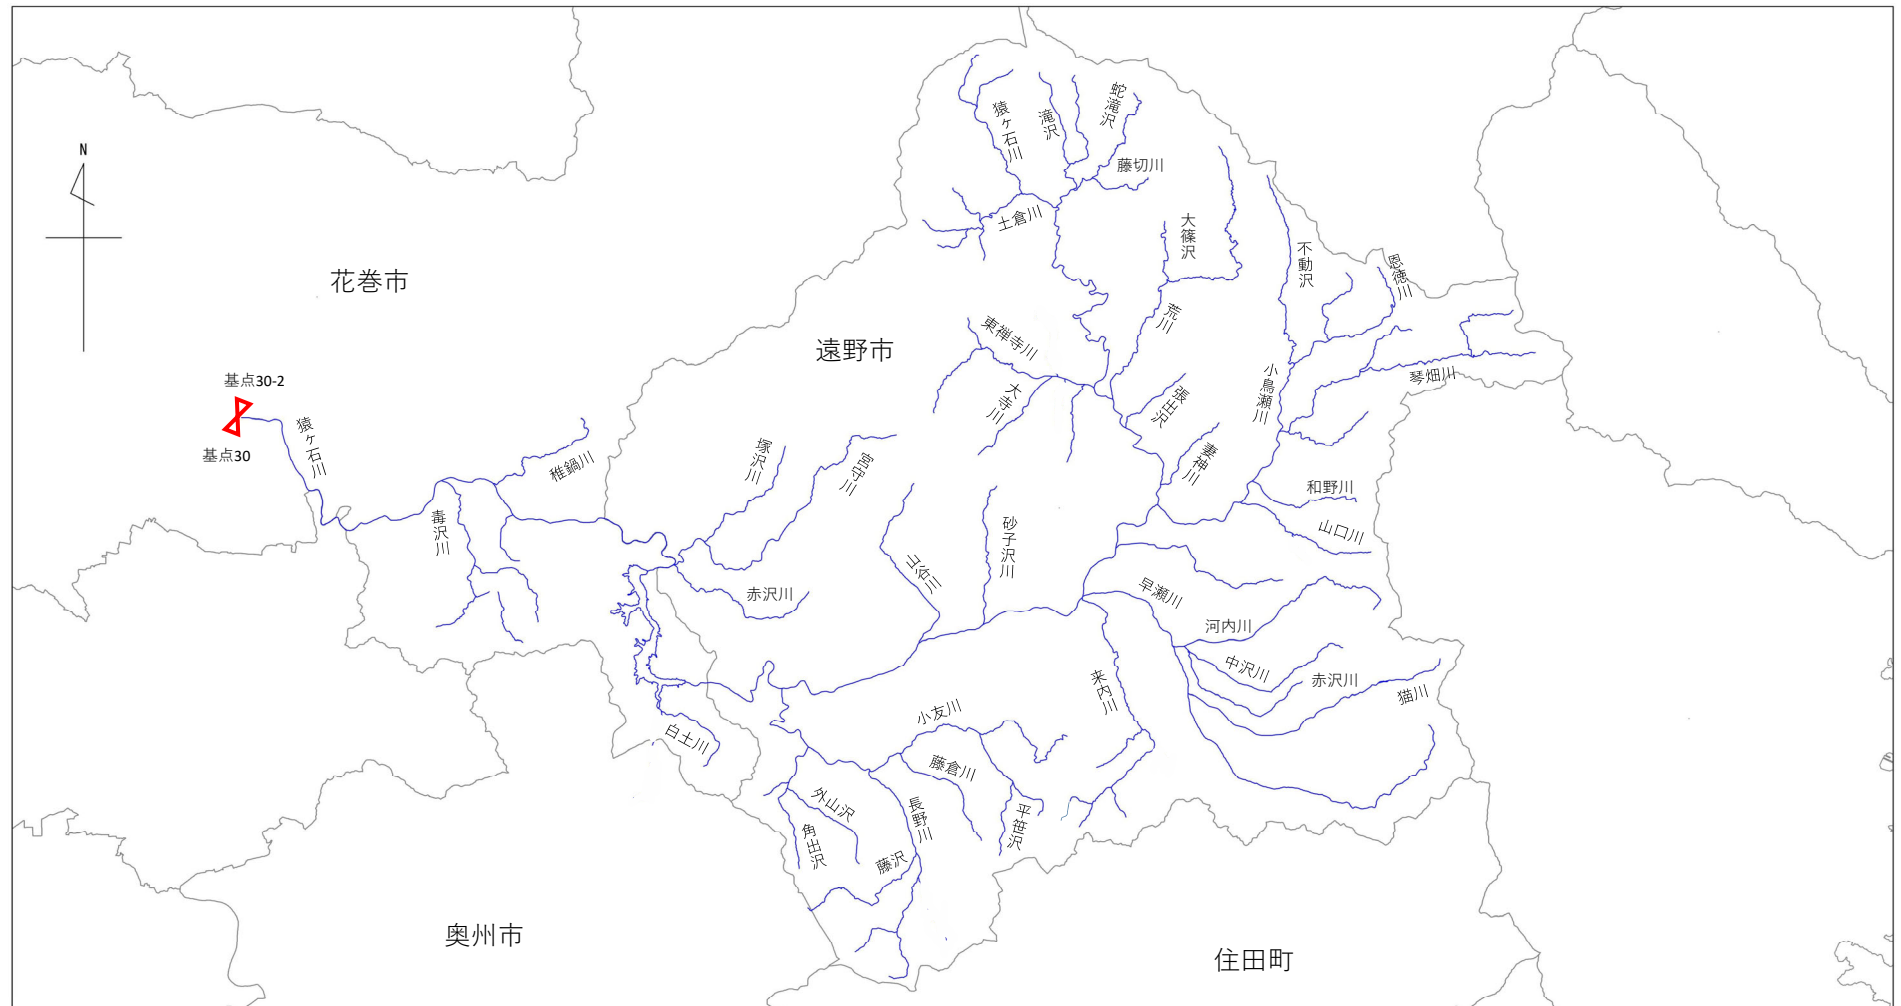 N
花巻市
遠野市
奥州市
住田町
基点30-2
基点30
猿ヶ石川
稚鍋川
毒沢川
塚沢川
宮守川
赤沢川
白土川
猿ヶ石川
滝沢
蛇滝沢
藤切川
土倉川
大篠沢
荒川
不動沢
恩徳川
東禅寺川
大寺川
張出沢
妻神川
小烏瀬川
琴畑川
和野川
山口川
山谷川
砂子沢川
早瀬川
河内川
中沢川
赤沢川
猫川
来内川
小友川
藤倉川
外山沢
角出沢
長野川
藤沢
平笹沢